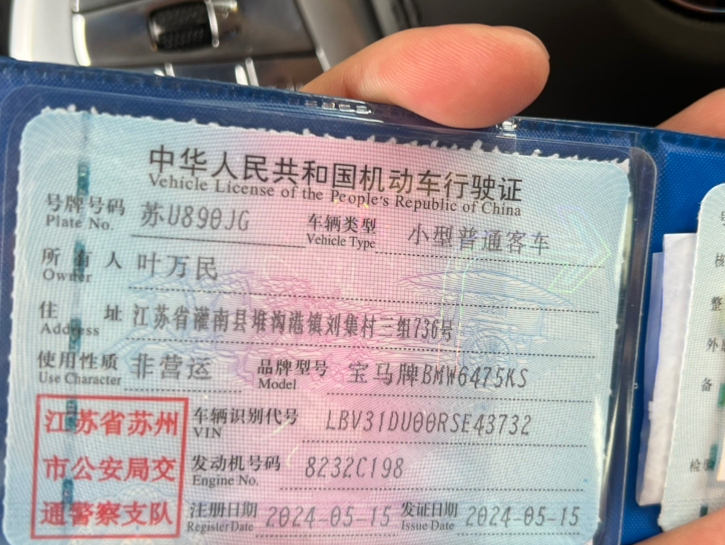 中华人民共和国机动车行驶证
Vehicle License of the People's Republic of China
号牌号码 苏U890JG 车辆类型 小型普通客车
Plate No. Vehicle Type
所有人 叶万民
Owner
住址 江苏省灌南县堆沟港镇刘集村三组736号
Address
使用性质 非营运 品牌型号 宝马牌BMW6475KS
Use Character Model
江苏省苏州
市公安局交
通警察支队
车辆识别代号 LBV31DU00RSE43732
VIN
发动机号码 8232C198
Engine No.
注册日期 2024-05-15 发证日期 2024-05-15
Register Date Issue Date
核
整
外
备
检